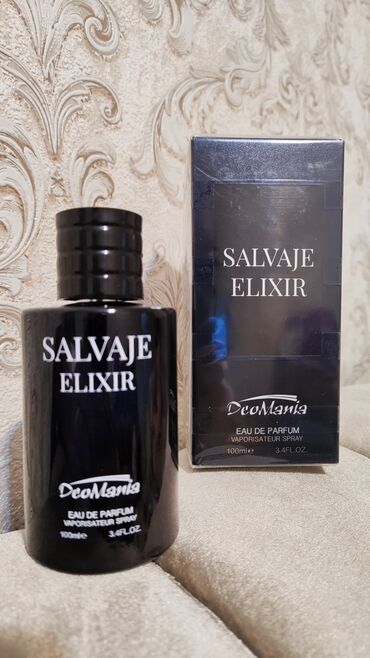 SALVAJE
ELIXIR
DeoMania
EAU DE PARFUM
VAPORISATEUR SPRAY
100ml℮ 3.4FL.OZ.
SALVAJE
ELIXIR
DeoMania
EAU DE PARFUM
VAPORISATEUR SPRAY
100ml℮ 3.4FL.OZ.